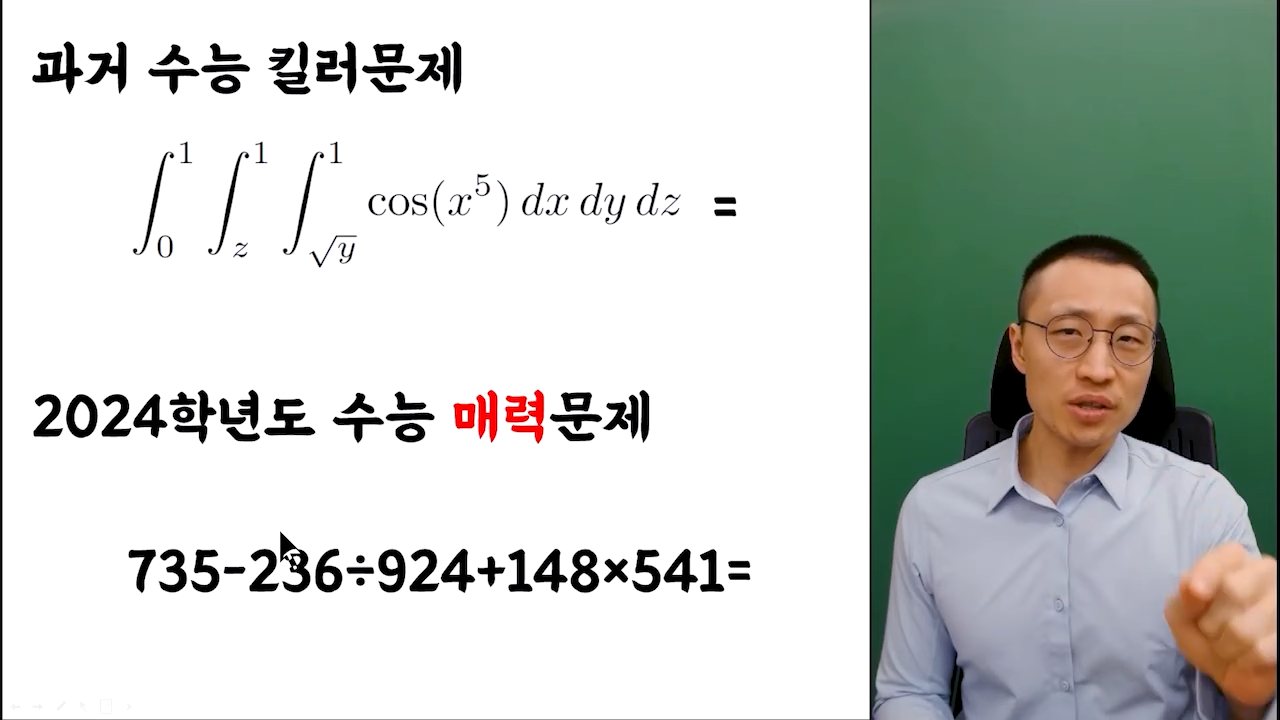 과거 수능 킬러문제
∫₀¹ ∫_z¹ ∫_{√y}¹ cos(x⁵) dx dy dz =
2024학년도 수능 매력문제
735-236÷924+148×541=